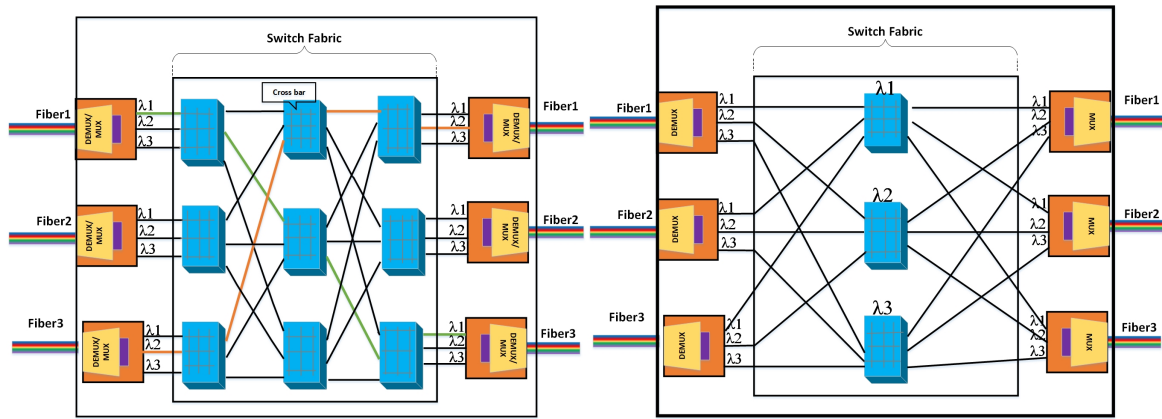 Switch Fabric
Cross bar
Fiber1
DEMUX/
MUX
λ1
λ2
λ3
λ1
λ2
λ3
DEMUX/
MUX
Fiber1
Fiber2
DEMUX/
MUX
λ1
λ2
λ3
λ1
λ2
λ3
DEMUX/
MUX
Fiber2
Fiber3
DEMUX/
MUX
λ1
λ2
λ3
λ1
λ2
λ3
DEMUX/
MUX
Fiber3
Switch Fabric
λ1
Fiber1
DEMUX
λ1
λ2
λ3
λ1
λ2
λ3
MUX
Fiber1
λ2
Fiber2
DEMUX
λ1
λ2
λ3
λ1
λ2
λ3
MUX
Fiber2
λ3
Fiber3
DEMUX
λ1
λ2
λ3
λ1
λ2
λ3
MUX
Fiber3